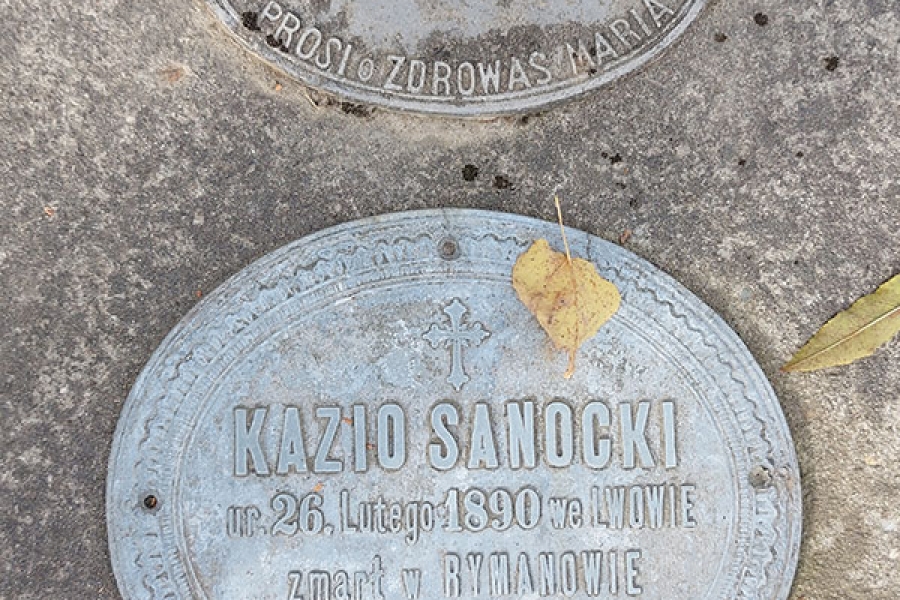 PROSI o ZDROWAŚ MARIA
KAZIO SANOCKI
ur. 26. Lutego 1890 we LWOWIE
zmarł w RYMANOWIE